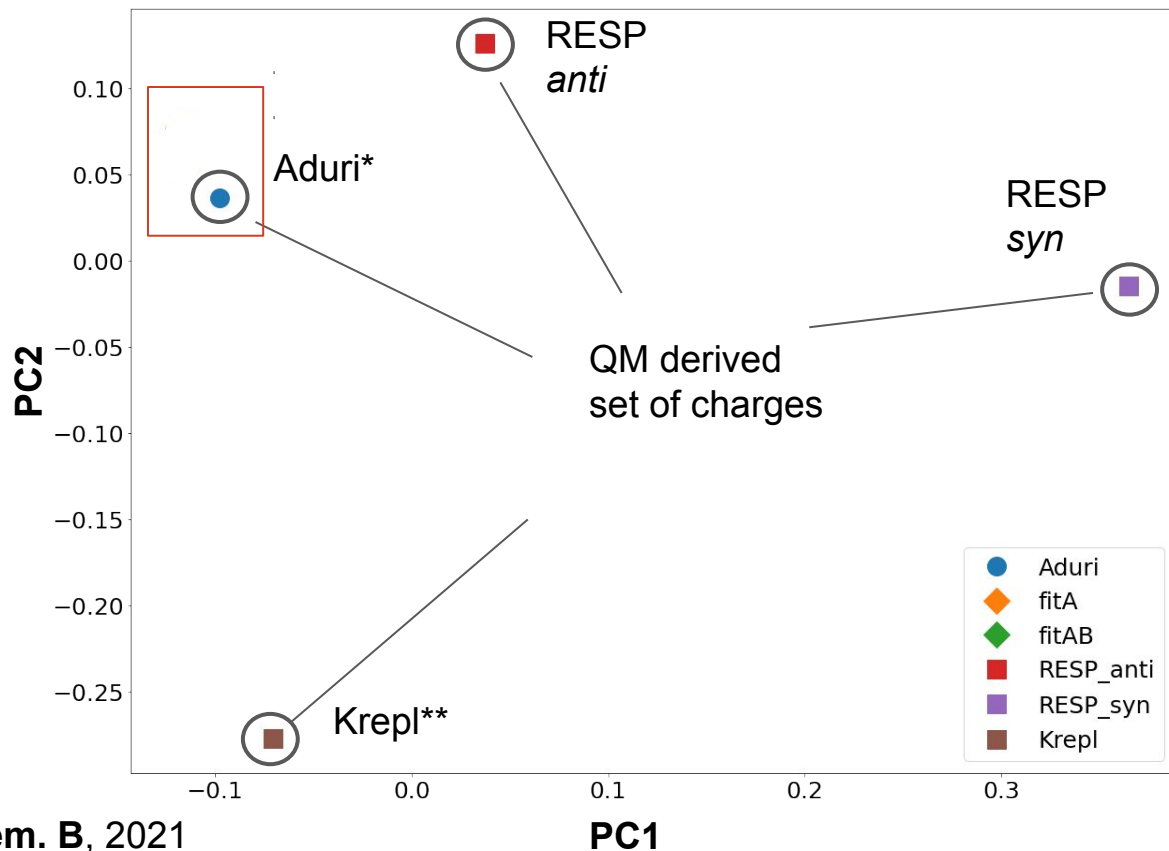 RESP
anti
0.10
Aduri*
0.05
RESP
syn
0.00
−0.05
QM derived
set of charges
PC2
−0.10
−0.15
Aduri
fitA
−0.20
fitAB
RESP_anti
−0.25
RESP_syn
Krepl**
Krepl
−0.1
0.0
0.1
0.2
0.3
em. B, 2021
PC1